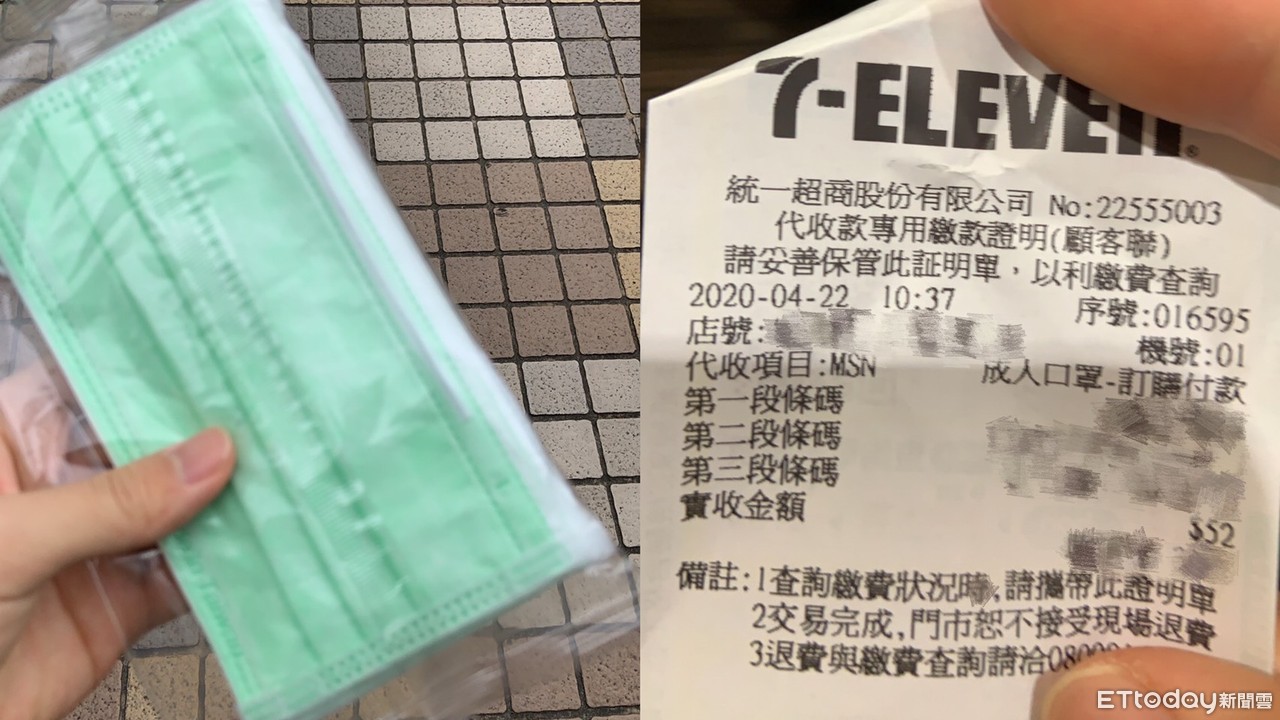 7-ELEVEn®
統一超商股份有限公司 No:22555003
代收款專用繳款證明(顧客聯)
請妥善保管此証明單，以利繳費查詢
2020-04-22 10:37 序號:016595
店號: 機號:01
代收項目:MSN 成人口罩-訂購付款
第一段條碼
第二段條碼
第三段條碼
實收金額
$52
備註:1查詢繳費狀況時,請攜帶此證明單
2交易完成,門市恕不接受現場退費
3退費與繳費查詢請洽0800
ETtoday新聞雲